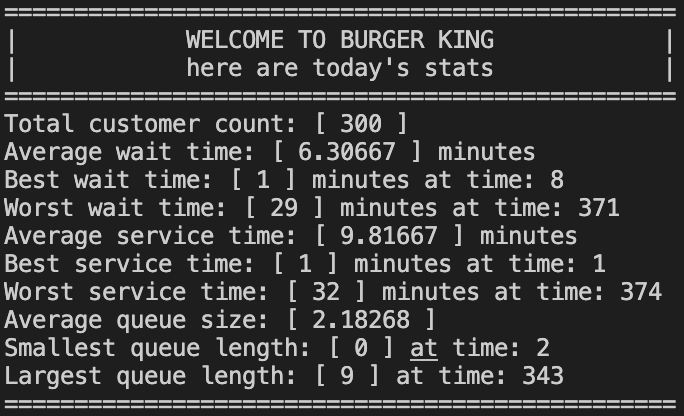 ================================================
|            WELCOME TO BURGER KING            |
|            here are today's stats            |
================================================
Total customer count: [ 300 ]
Average wait time: [ 6.30667 ] minutes
Best wait time: [ 1 ] minutes at time: 8
Worst wait time: [ 29 ] minutes at time: 371
Average service time: [ 9.81667 ] minutes
Best service time: [ 1 ] minutes at time: 1
Worst service time: [ 32 ] minutes at time: 374
Average queue size: [ 2.18268 ]
Smallest queue length: [ 0 ] at time: 2
Largest queue length: [ 9 ] at time: 343
================================================